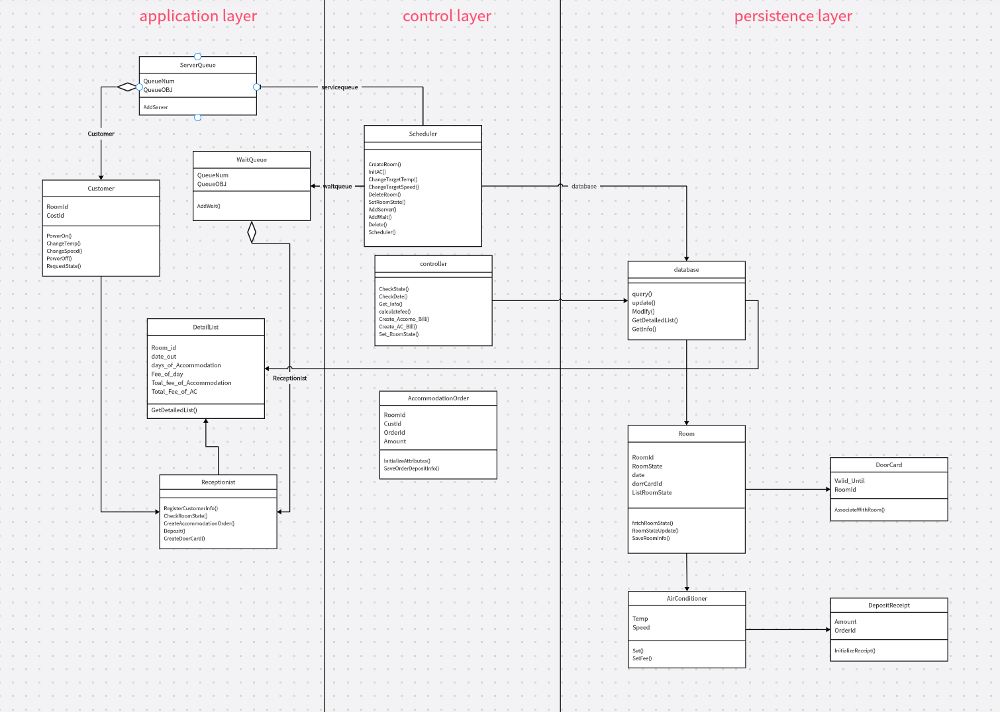 application layer
control layer
persistence layer
ServerQueue
QueueNum
QueueOBJ
AddServer
servicequeue
Customer
Scheduler
CreateRoom()
InitAC()
ChangeTargetTemp()
ChangeTargetSpeed()
DeleteRoom()
SetRoomState()
AddServer()
AddWait()
Delete()
Scheduler()
WaitQueue
QueueNum
QueueOBJ
AddWait()
waitqueue
database
Customer
RoomId
CostId
PowerOn()
ChangeTemp()
ChangeSpeed()
PowerOff()
RequestState()
controller
CheckState()
CheckDate()
Get_Info()
calculatefee()
Create_Accomo_Bill()
Create_AC_Bill()
Set_RoomState()
database
query()
update()
Modify()
GetDetailedList()
GetInfo()
DetailList
Room_id
date_out
days_of_Accommodation
Fee_of_day
Toal_fee_of_Accommodation
Total_Fee_of_AC
GetDetailedList()
Receptionist
AccommodationOrder
RoomId
CustId
OrderId
Amount
InitializeAttributes()
SaveOrderDepositInfo()
Room
RoomId
RoomState
date
dorrCardId
ListRoomState
fetchRoomState()
RoomStateUpdate()
SaveRoomInfo()
DoorCard
Valid_Until
RoomId
AssociateWithRoom()
Receptionist
RegisterCustomerInfo()
CheckRoomState()
CreateAccommodationOrder()
Deposit()
CreateDoorCard()
AirConditioner
Temp
Speed
Set()
SetFee()
DepositReceipt
Amount
OrderId
InitializeReceipt()